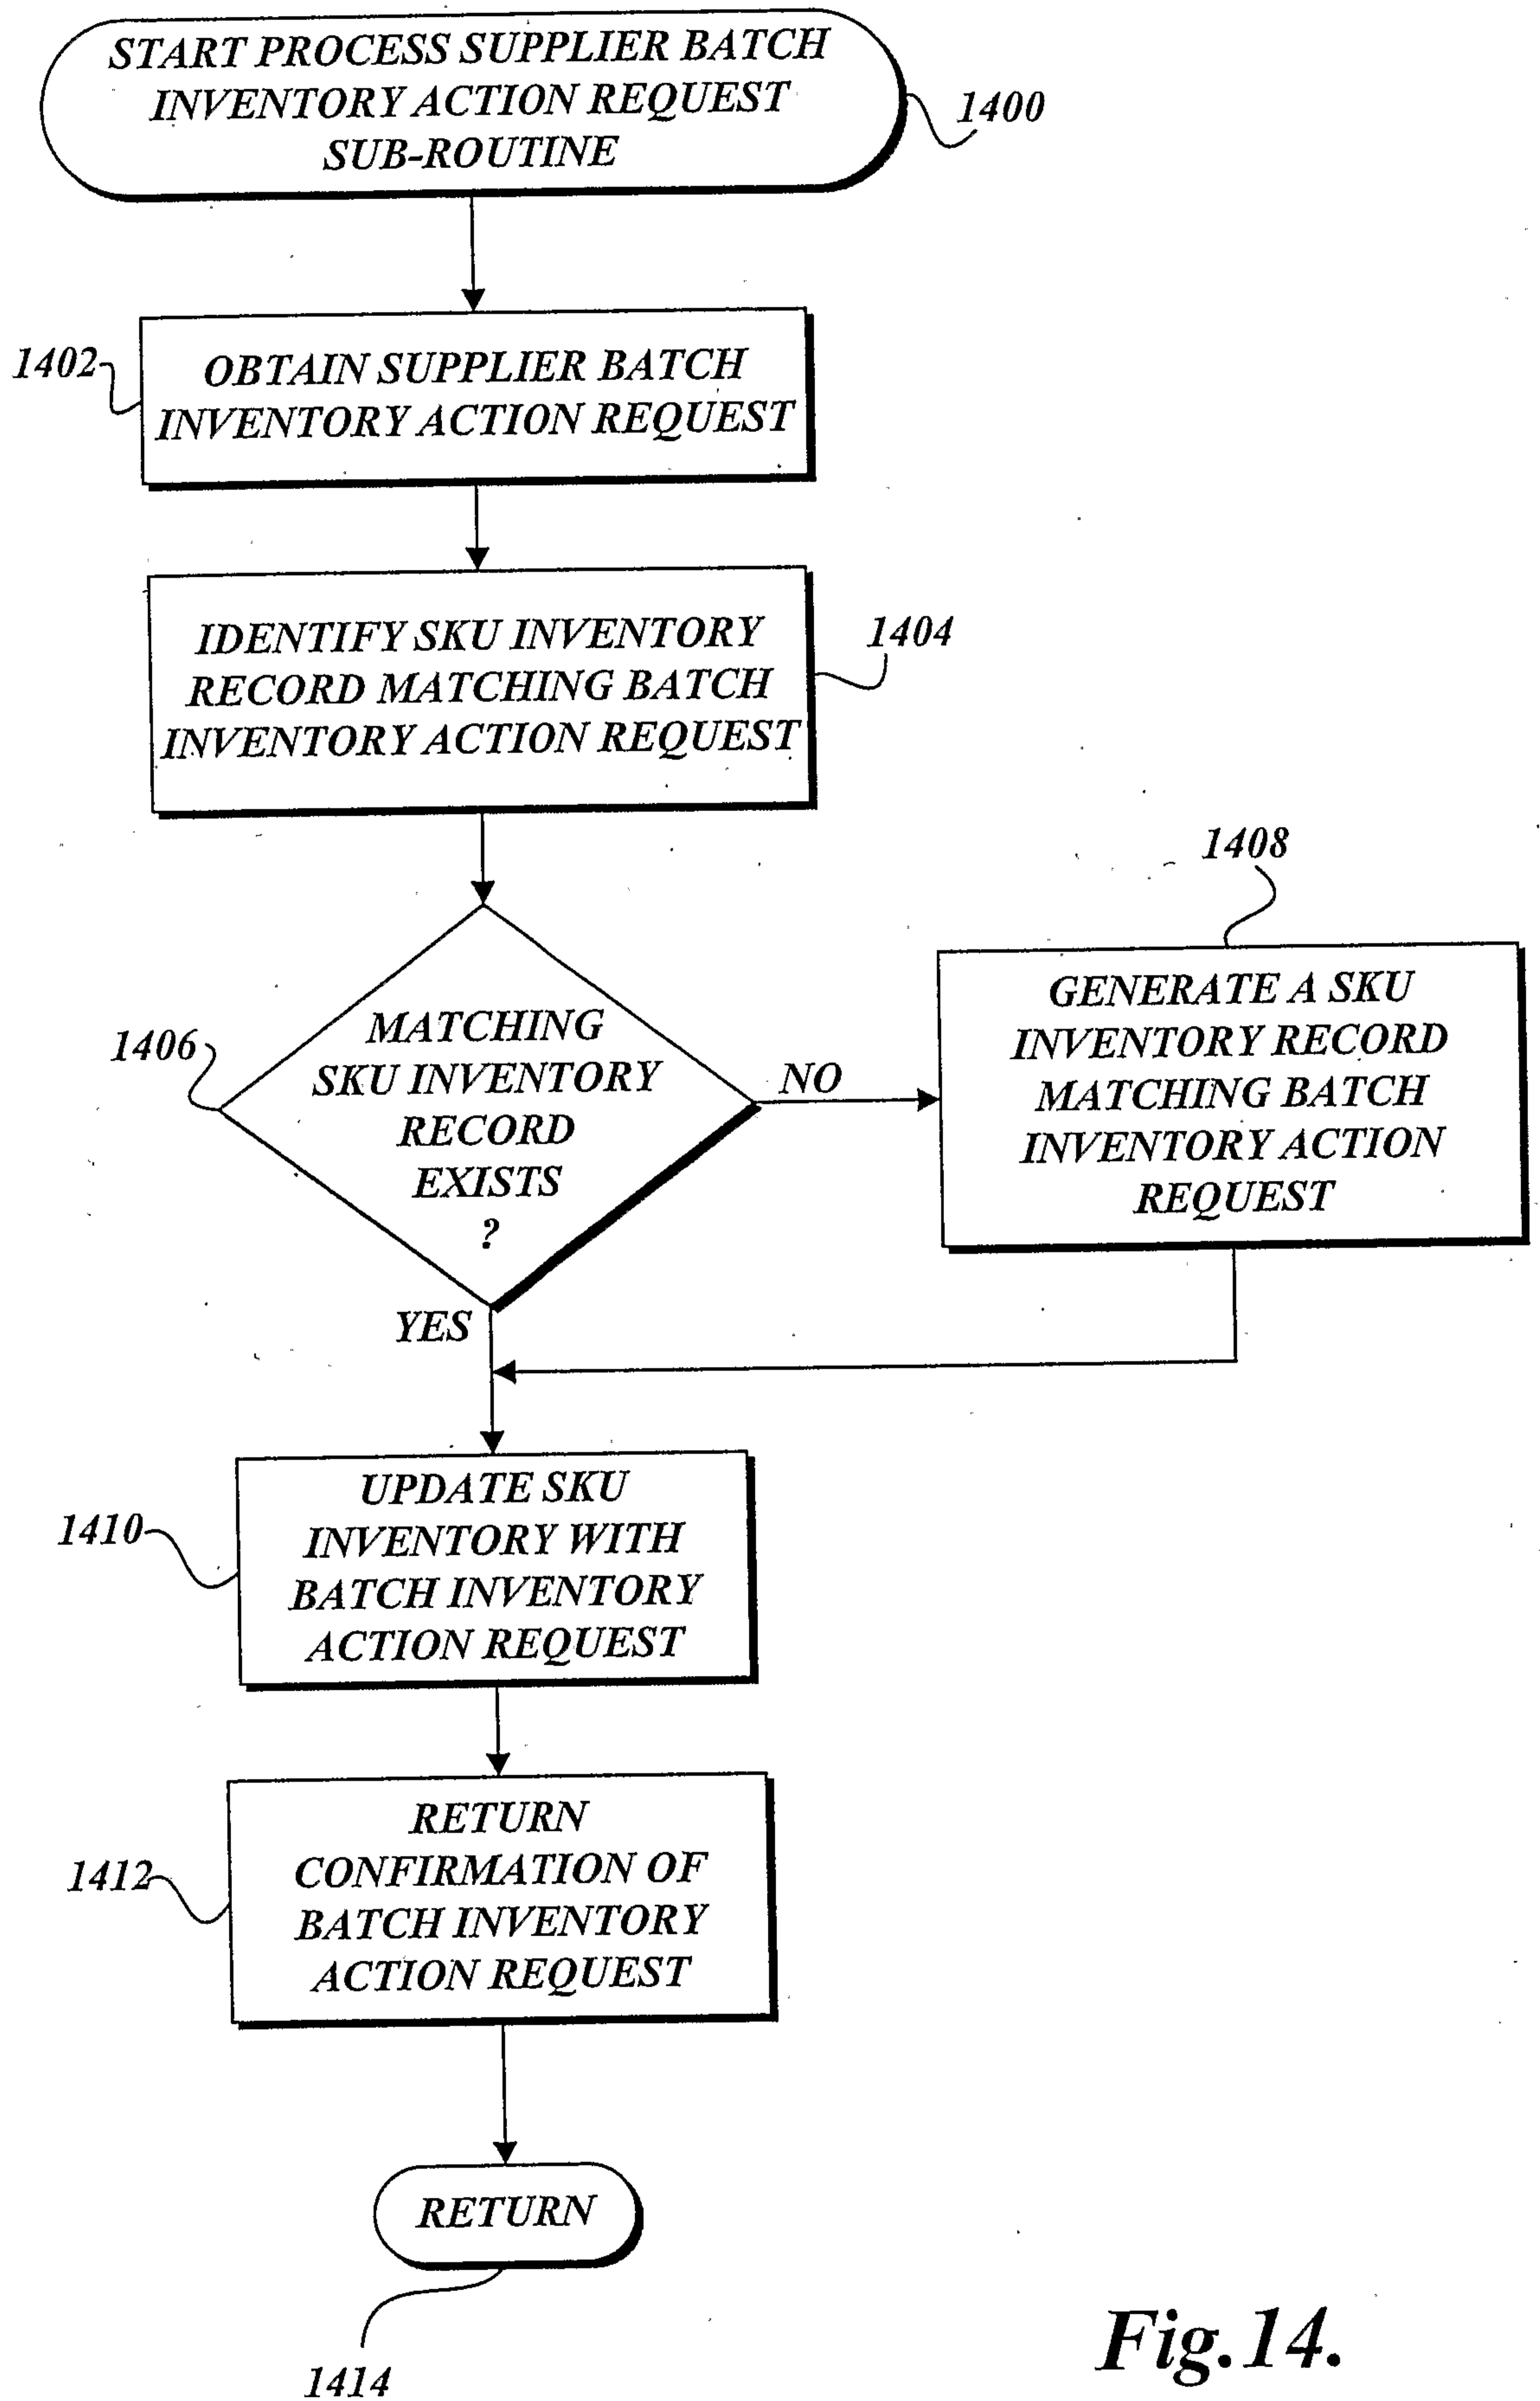 START PROCESS SUPPLIER BATCH
INVENTORY ACTION REQUEST
SUB-ROUTINE
1400
1402
OBTAIN SUPPLIER BATCH
INVENTORY ACTION REQUEST
IDENTIFY SKU INVENTORY
RECORD MATCHING BATCH
INVENTORY ACTION REQUEST
1404
1406
MATCHING
SKU INVENTORY
RECORD
EXISTS
?
NO
YES
1408
GENERATE A SKU
INVENTORY RECORD
MATCHING BATCH
INVENTORY ACTION
REQUEST
1410
UPDATE SKU
INVENTORY WITH
BATCH INVENTORY
ACTION REQUEST
1412
RETURN
CONFIRMATION OF
BATCH INVENTORY
ACTION REQUEST
RETURN
1414
Fig.14.